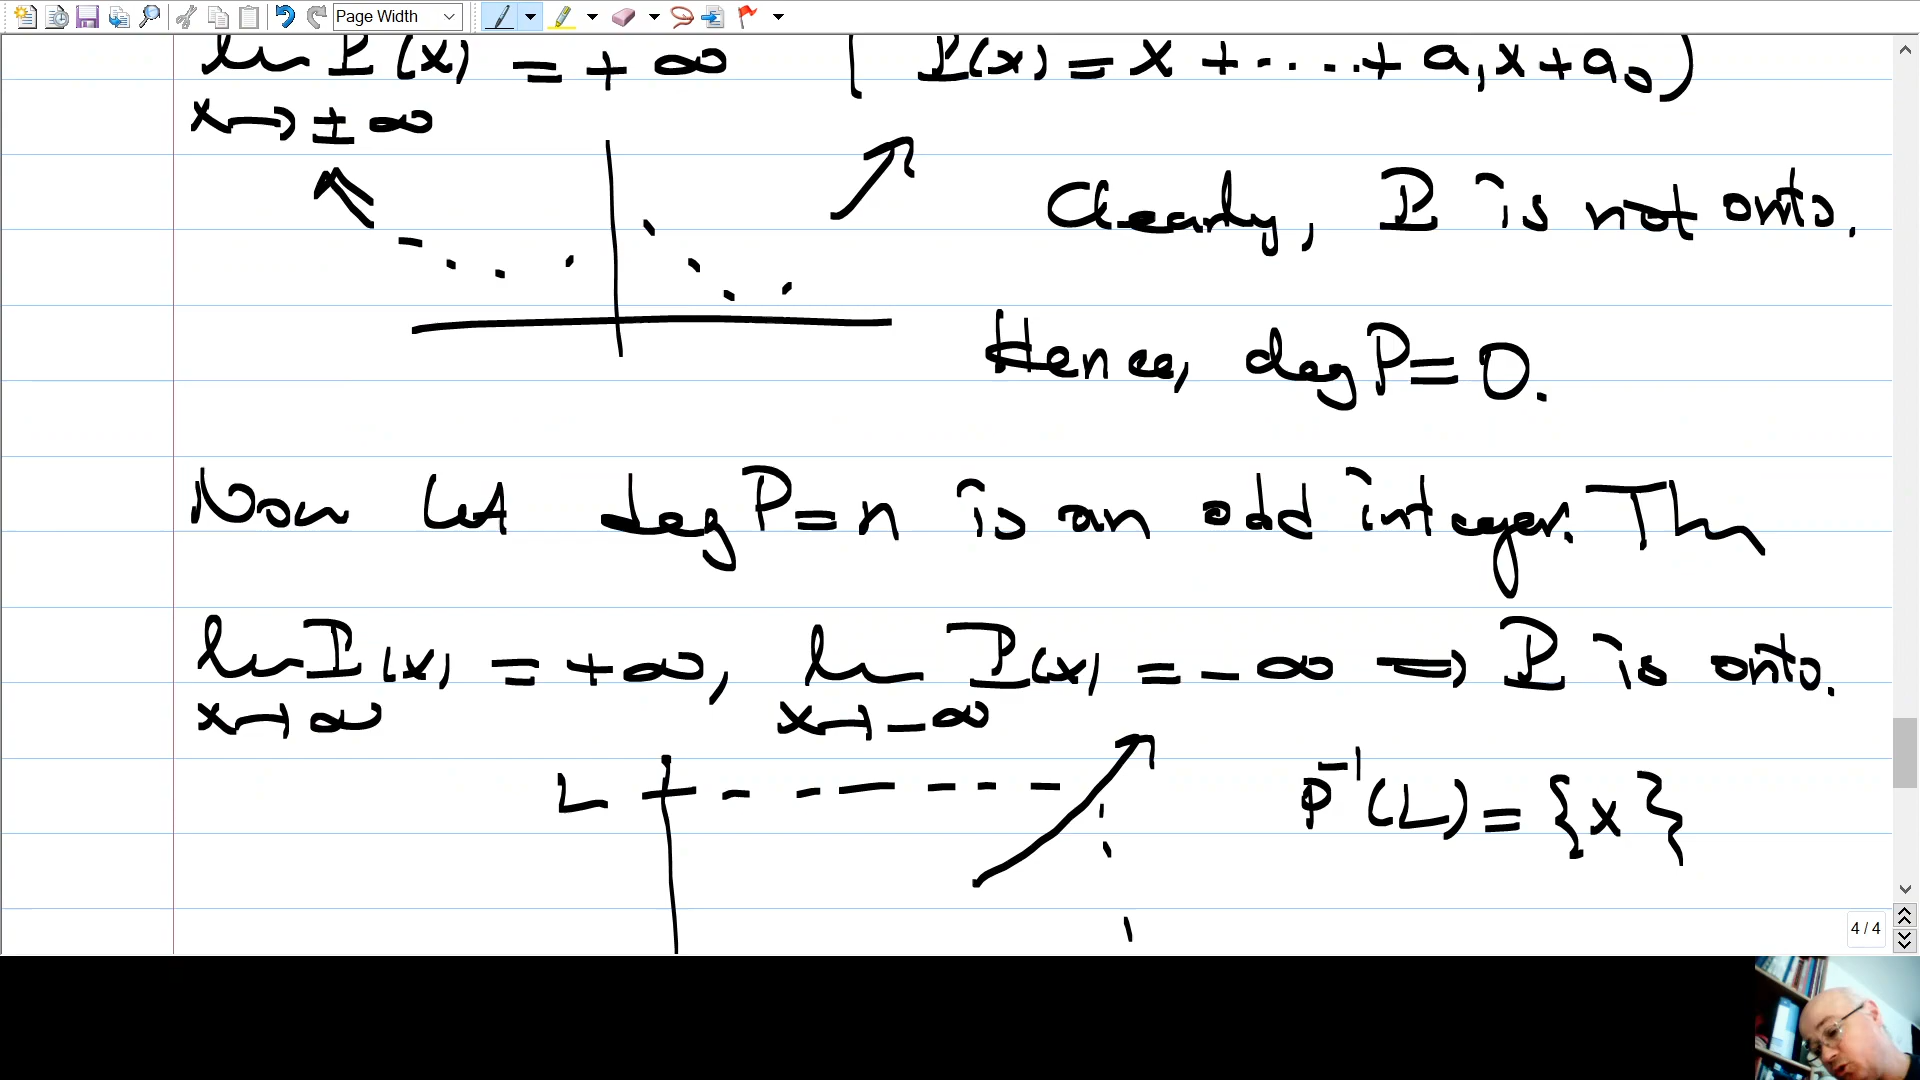 Page Width
lim P(x) = + ∞ ( P(x) = x + ..... + a₁x + a₀ )
x → ± ∞
Clearly, P is not onto.
Hence, deg P = 0.
Now let deg P = n is an odd integer. Then
lim P(x) = +∞, lim P(x) = - ∞ ⟹ P is onto.
x → ∞ x → - ∞
L P⁻¹(L) = {x}
4 / 4